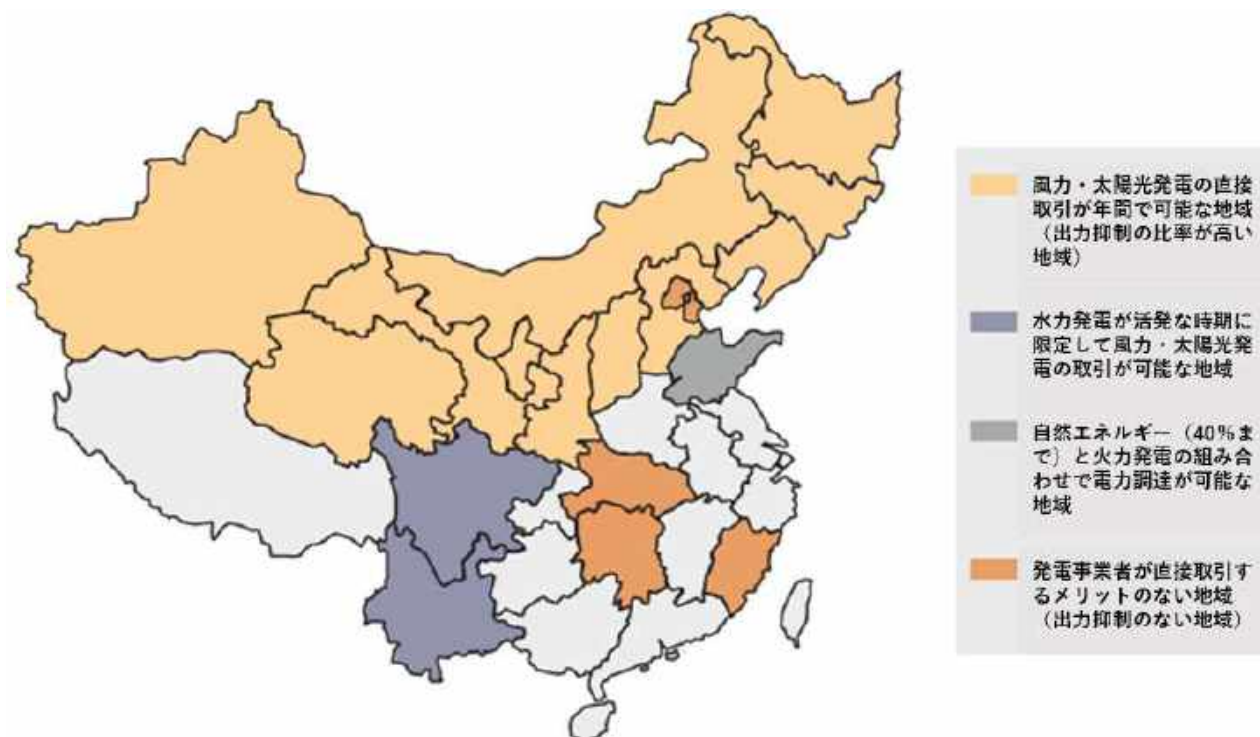 風力・太陽光発電の直接
取引が年間で可能な地域
（出力抑制の比率が高い
地域）
水力発電が活発な時期に
限定して風力・太陽光発
電の取引が可能な地域
自然エネルギー（40%ま
で）と火力発電の組み合
わせで電力調達が可能な
地域
発電事業者が直接取引す
るメリットのない地域
（出力抑制のない地域）